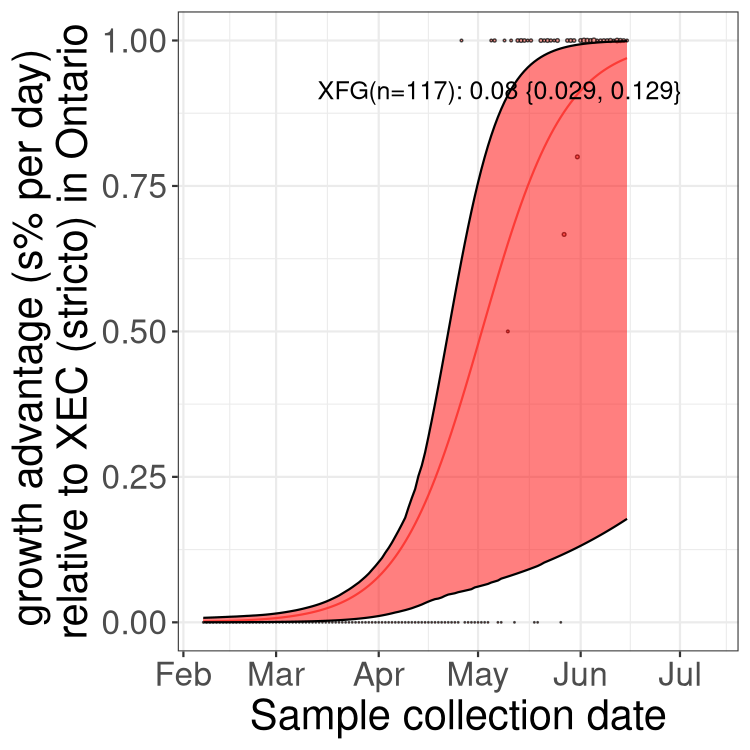 growth advantage (s% per day)
relative to XEC (stricto) in Ontario
1.00
0.75
0.50
0.25
0.00
XFG(n=117): 0.08 {0.029, 0.129}
Feb Mar Apr May Jun Jul
Sample collection date